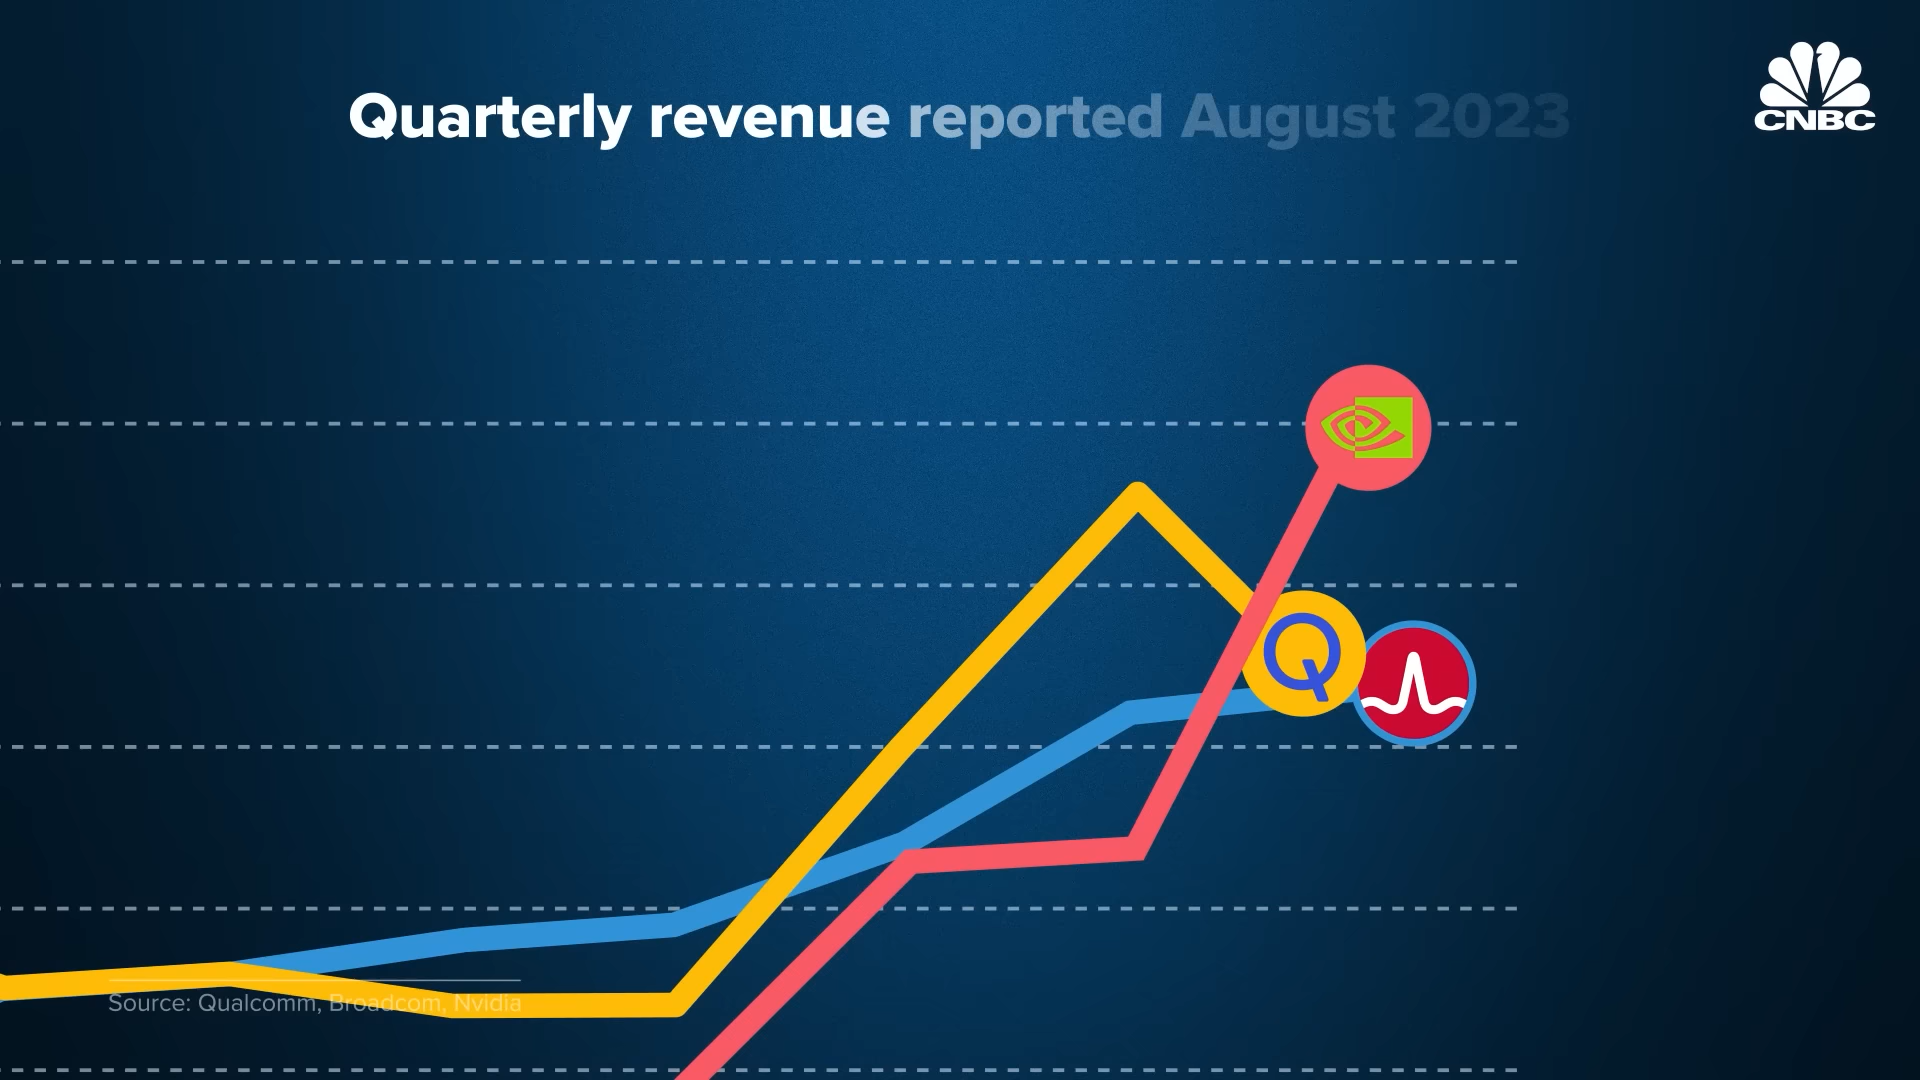 Quarterly revenue reported August 2023
CNBC
Source: Qualcomm, Broadcom, Nvidia